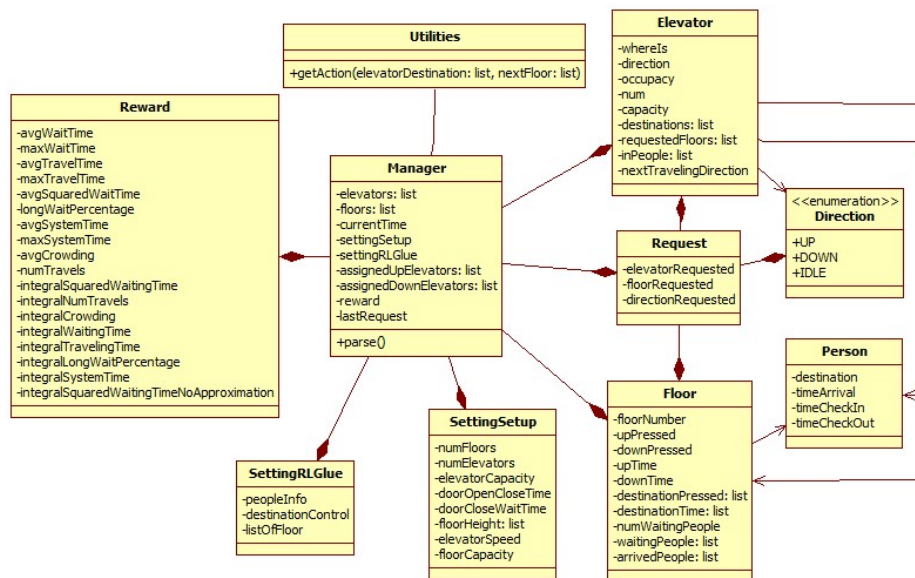 Utilities
+getAction(elevatorDestination: list, nextFloor: list)
Elevator
-whereIs
-direction
-occupacy
-num
-capacity
-destinations: list
-requestedFloors: list
-inPeople: list
-nextTravelingDirection
Reward
-avgWaitTime
-maxWaitTime
-avgTravelTime
-maxTravelTime
-avgSquaredWaitTime
-longWaitPercentage
-avgSystemTime
-maxSystemTime
-avgCrowding
-numTravels
-integralSquaredWaitingTime
-integralNumTravels
-integralCrowding
-integralWaitingTime
-integralTravelingTime
-integralLongWaitPercentage
-integralSystemTime
-integralSquaredWaitingTimeNoApproximation
Manager
-elevators: list
-floors: list
-currentTime
-settingSetup
-settingRLGlue
-assignedUpElevators: list
-assignedDownElevators: list
-reward
-lastRequest
+parse()
<<enumeration>>
Direction
+UP
+DOWN
+IDLE
Request
-elevatorRequested
-floorRequested
-directionRequested
Person
-destination
-timeArrival
-timeCheckIn
-timeCheckOut
Floor
-floorNumber
-upPressed
-downPressed
-upTime
-downTime
-destinationPressed: list
-destinationTime: list
-numWaitingPeople
-waitingPeople: list
-arrivedPeople: list
SettingSetup
-numFloors
-numElevators
-elevatorCapacity
-doorOpenCloseTime
-doorCloseWaitTime
-floorHeight: list
-elevatorSpeed
-floorCapacity
SettingRLGlue
-peopleInfo
-destinationControl
-listOfFloor